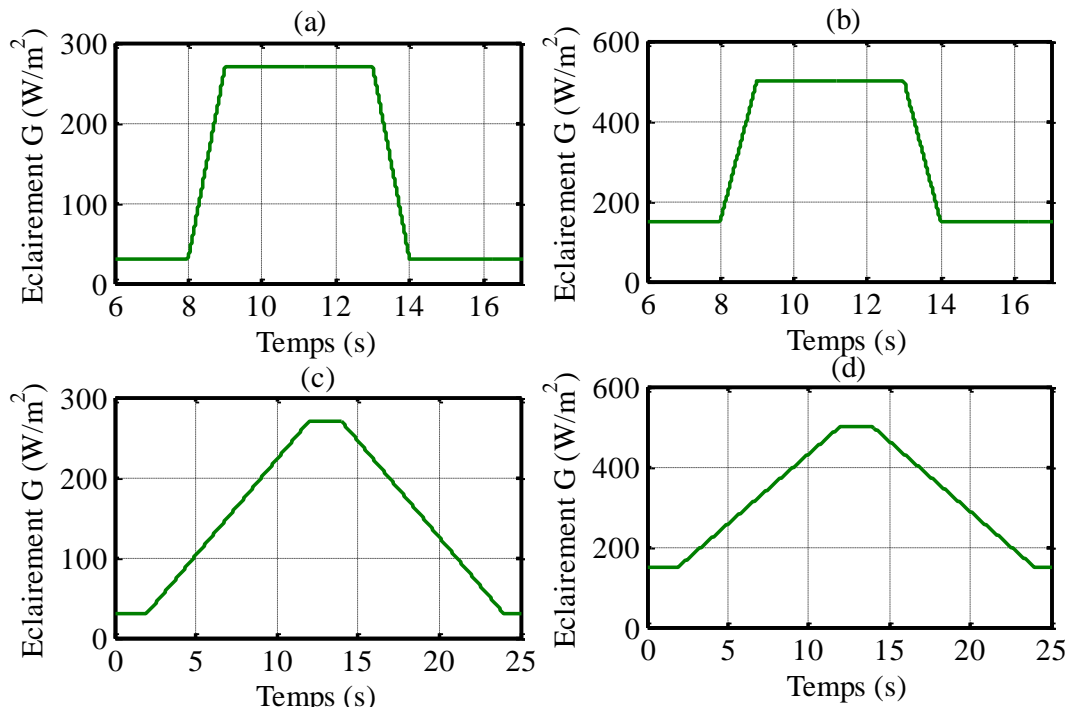 (a)
Eclairement G (W/m²)
300
200
100
0
6 8 10 12 14 16
Temps (s)
(b)
Eclairement G (W/m²)
600
400
200
0
6 8 10 12 14 16
Temps (s)
(c)
Eclairement G (W/m²)
300
200
100
0
0 5 10 15 20 25
Temps (s)
(d)
Eclairement G (W/m²)
600
400
200
0
0 5 10 15 20 25
Temps (s)